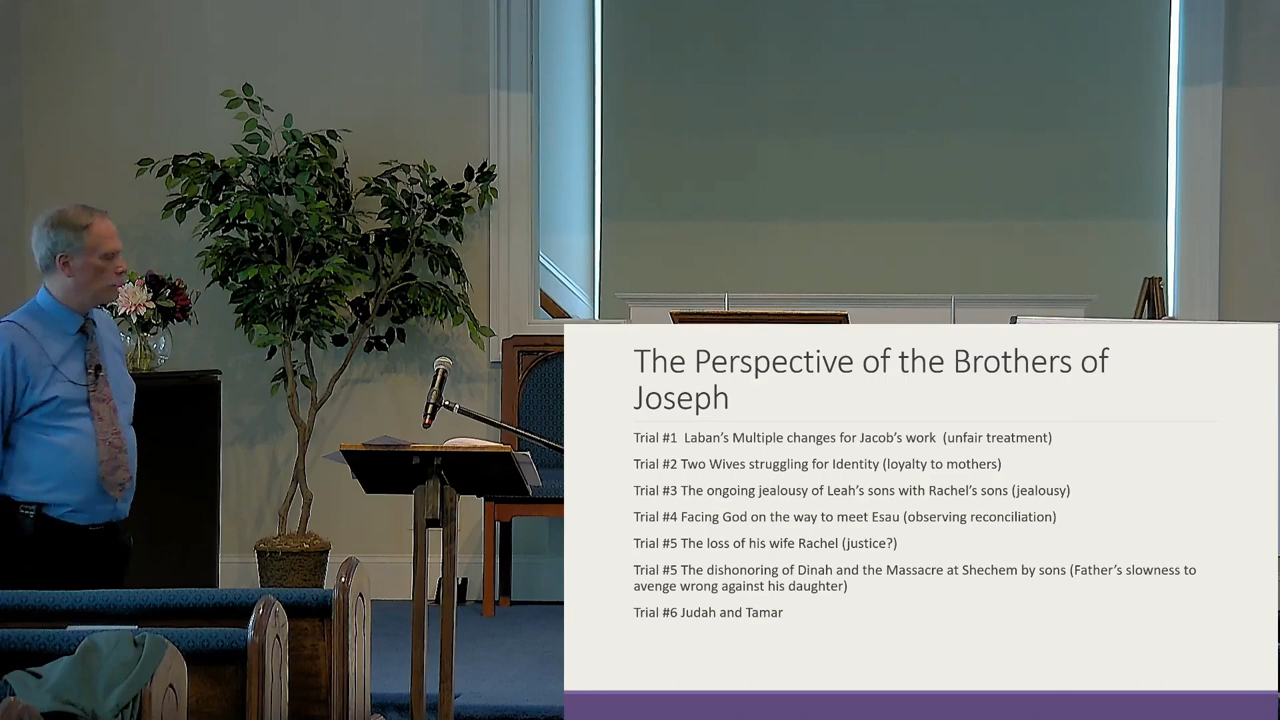 The Perspective of the Brothers of
Joseph
Trial #1  Laban's Multiple changes for Jacob's work  (unfair treatment)
Trial #2 Two Wives struggling for Identity (loyalty to mothers)
Trial #3 The ongoing jealousy of Leah's sons with Rachel's sons (jealousy)
Trial #4 Facing God on the way to meet Esau (observing reconciliation)
Trial #5 The loss of his wife Rachel (justice?)
Trial #5 The dishonoring of Dinah and the Massacre at Shechem by sons (Father's slowness to
avenge wrong against his daughter)
Trial #6 Judah and Tamar